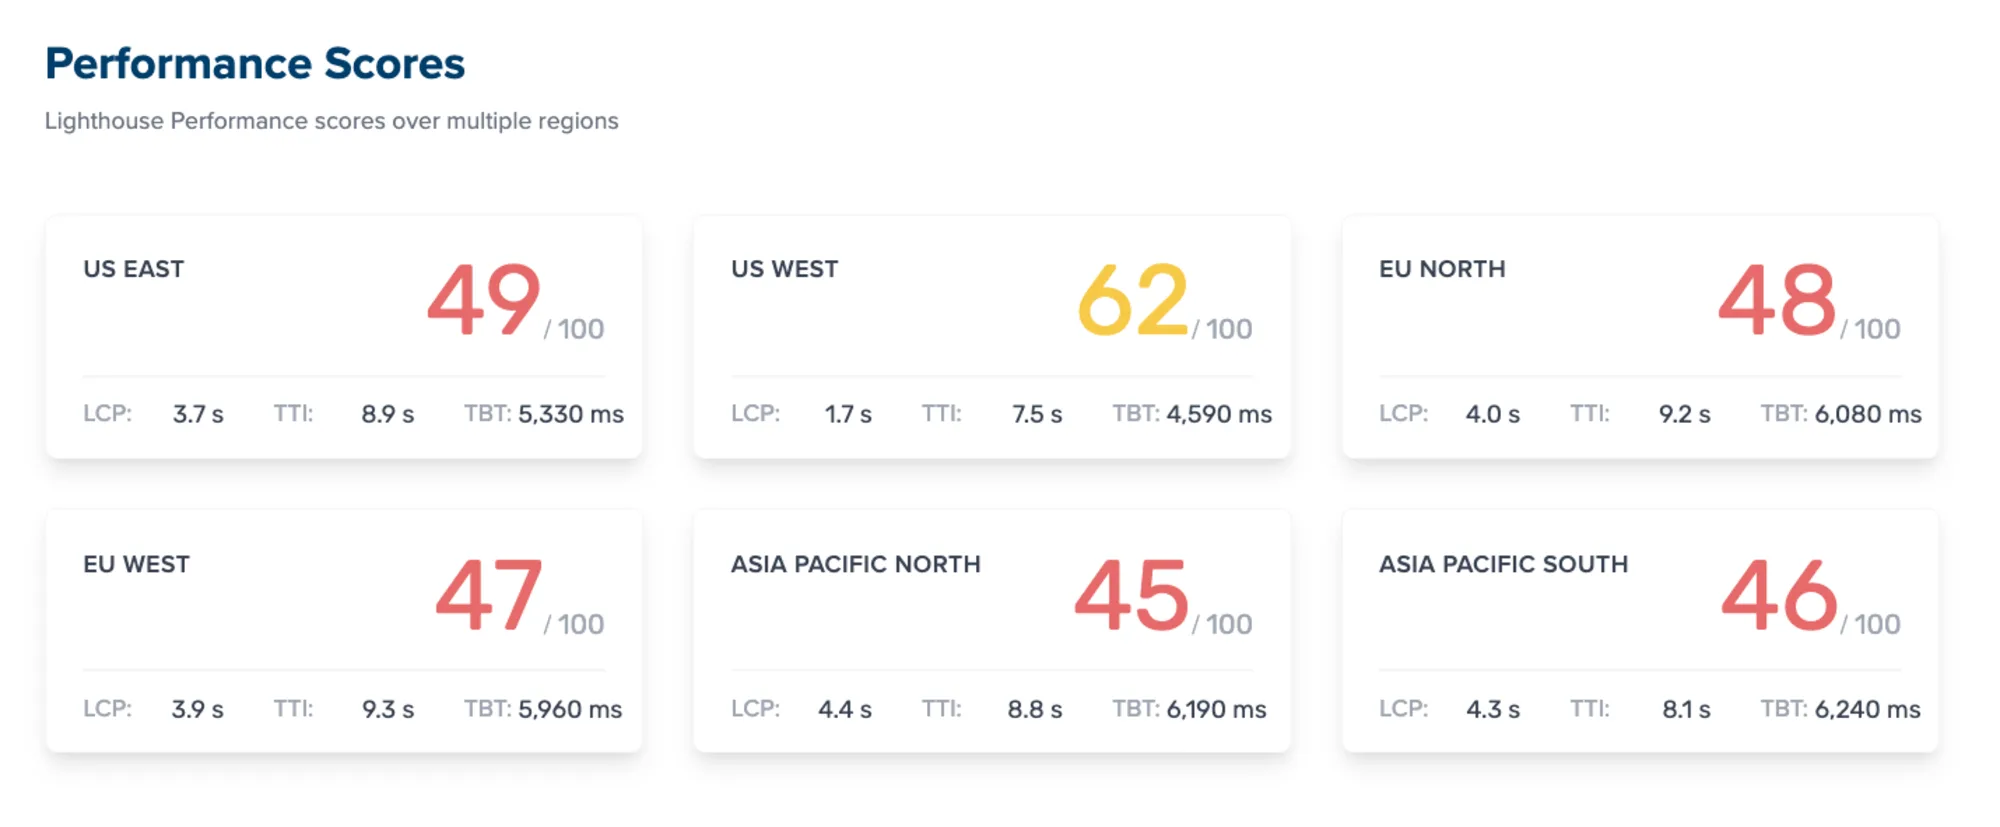 Performance Scores
Lighthouse Performance scores over multiple regions
US EAST
49 / 100
LCP: 3.7 s TTI: 8.9 s TBT: 5,330 ms
US WEST
62 / 100
LCP: 1.7 s TTI: 7.5 s TBT: 4,590 ms
EU NORTH
48 / 100
LCP: 4.0 s TTI: 9.2 s TBT: 6,080 ms
EU WEST
47 / 100
LCP: 3.9 s TTI: 9.3 s TBT: 5,960 ms
ASIA PACIFIC NORTH
45 / 100
LCP: 4.4 s TTI: 8.8 s TBT: 6,190 ms
ASIA PACIFIC SOUTH
46 / 100
LCP: 4.3 s TTI: 8.1 s TBT: 6,240 ms